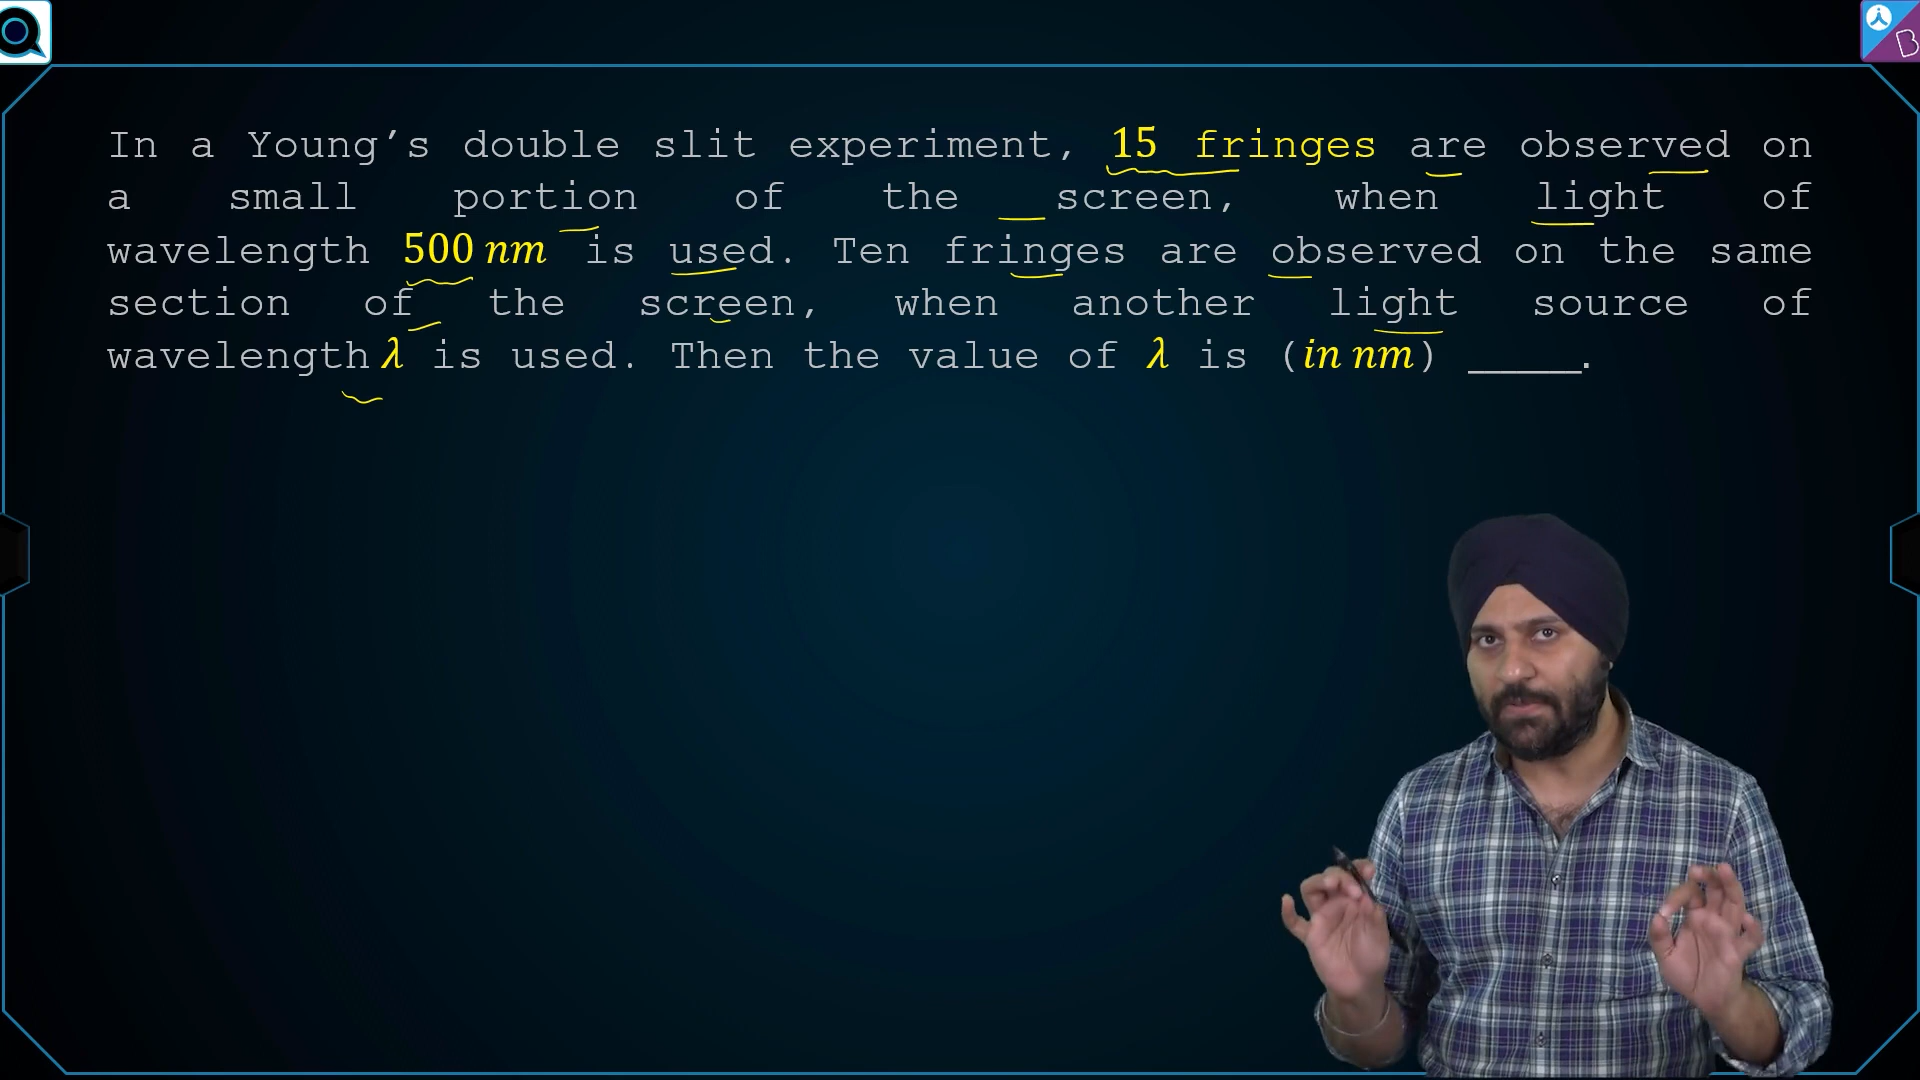 In a Young’s double slit experiment, 15 fringes are observed on
a small portion of the screen, when light of
wavelength 500 nm is used. Ten fringes are observed on the same
section of the screen, when another light source of
wavelength λ is used. Then the value of λ is (in nm) ______.
B